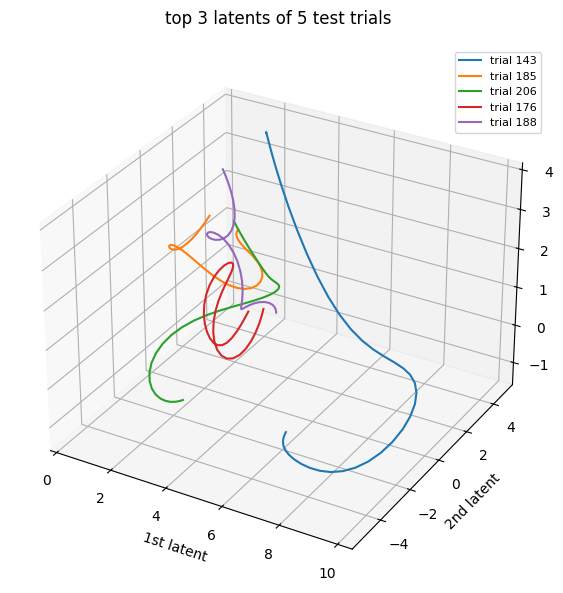 top 3 latents of 5 test trials
trial 143
trial 185
trial 206
trial 176
trial 188
4
3
2
1
0
−1
4
2
0
−2
−4
2nd latent
0
2
4
6
8
10
1st latent